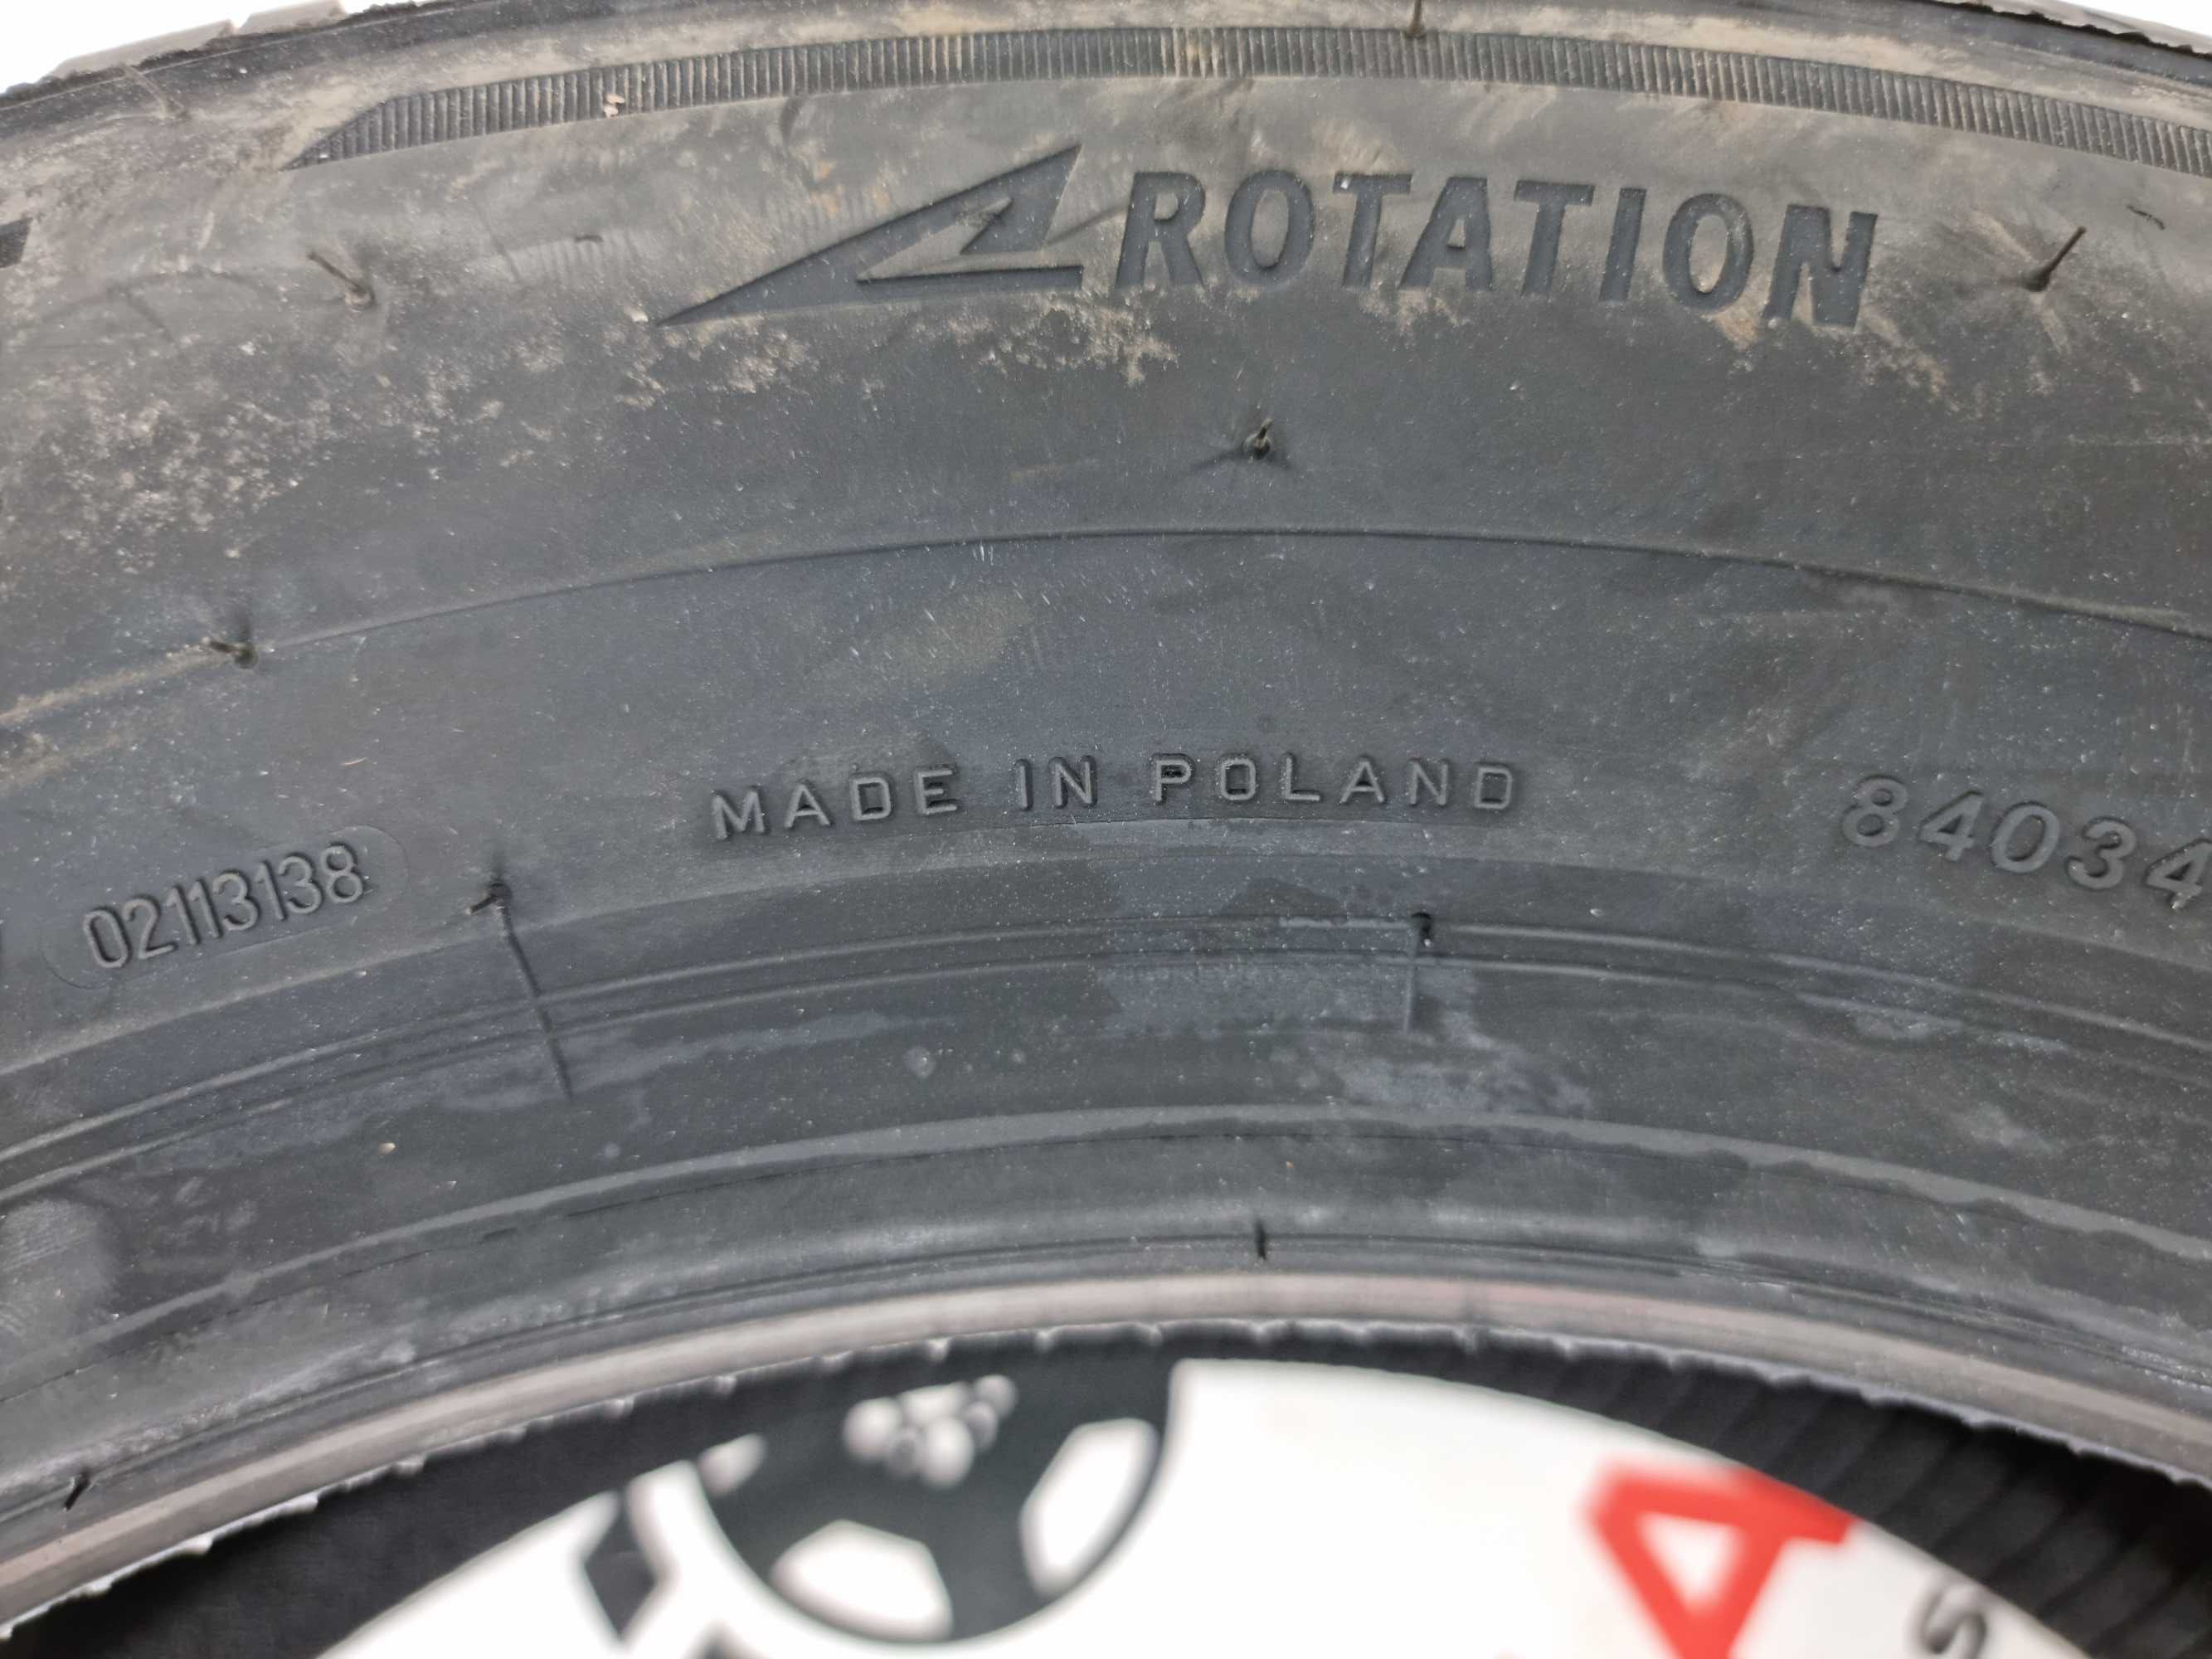 ROTATION
MADE IN POLAND
84034
02113138
A
S